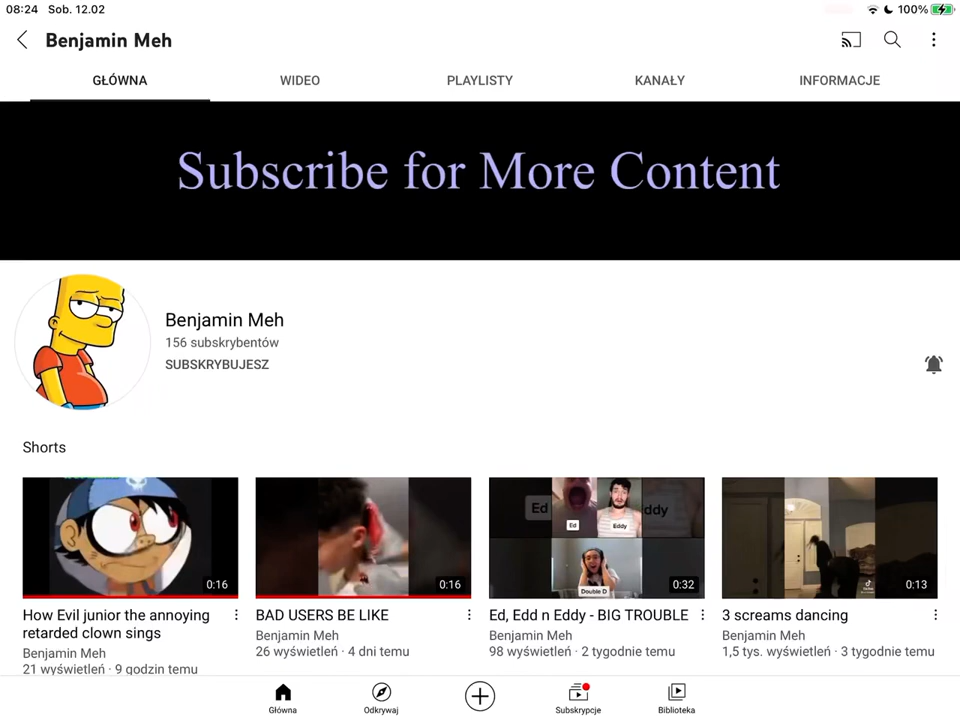 08:24 Sob. 12.02 100%
Benjamin Meh
GŁÓWNA WIDEO PLAYLISTY KANAŁY INFORMACJE
Subscribe for More Content
Benjamin Meh
156 subskrybentów
SUBSKRYBUJESZ
Shorts
Ed Eddy ddy
Ed
Double D
0:16 0:16 0:32 0:13
How Evil junior the annoying
retarded clown sings
Benjamin Meh
21 wyświetleń · 9 godzin temu
BAD USERS BE LIKE
Benjamin Meh
26 wyświetleń · 4 dni temu
Ed, Edd n Eddy - BIG TROUBLE
Benjamin Meh
98 wyświetleń · 2 tygodnie temu
3 screams dancing
Benjamin Meh
1,5 tys. wyświetleń · 3 tygodnie temu
Główna Odkrywaj Subskrypcje Biblioteka